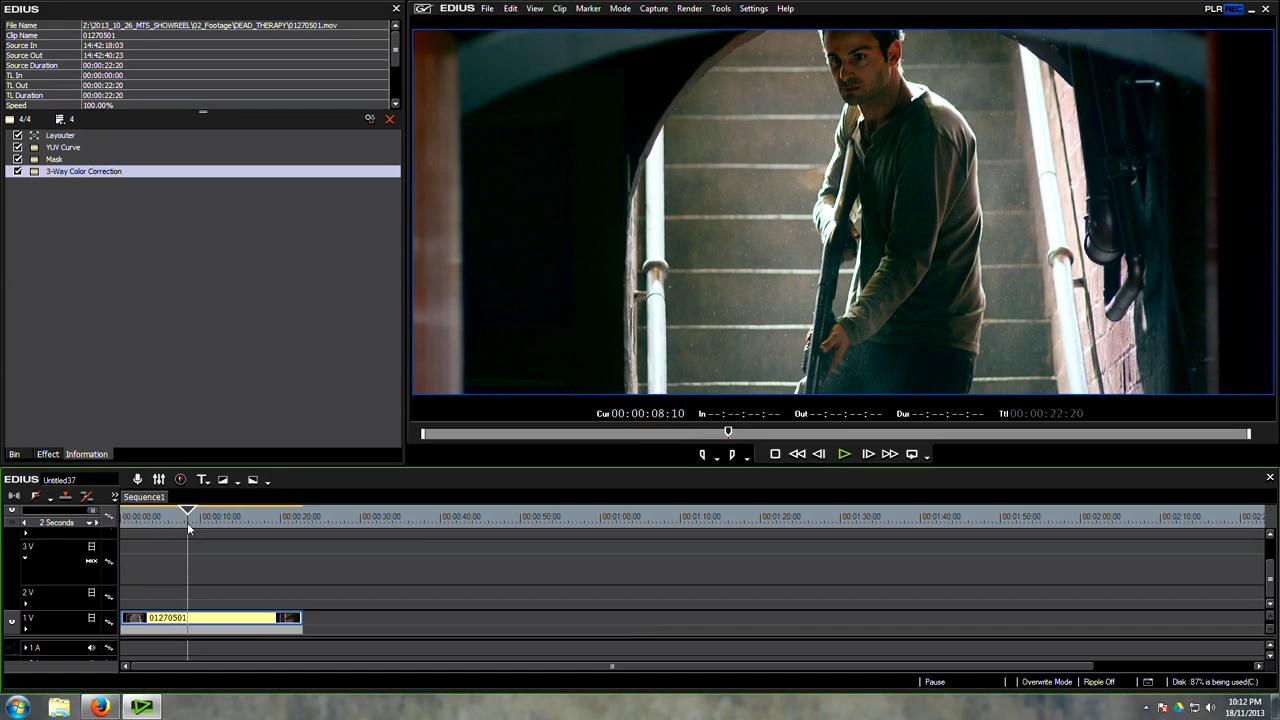 EDIUS
File Name Z:\2013_10_26_MTS_SHOWREEL\02_Footage\DEAD_THERAPY\01270501.mov
Clip Name 01270501
Source In 14:42:18:03
Source Out 14:42:40:23
Source Duration 00:00:22:20
TL In 00:00:00:00
TL Out 00:00:22:20
TL Duration 00:00:22:20
Speed 100.00%
4/4 4
Layouter
YUV Curve
Mask
3-Way Color Correction
Bin Effect Information
EDIUS File Edit View Clip Marker Mode Capture Render Tools Settings Help PLR REC
Cur 00:00:08:10 In --:--:--:-- Out --:--:--:-- Dur --:--:--:-- Ttl 00:00:22:20
EDIUS Untitled37
Sequence1
2 Seconds
00:00:00:00 00:00:10:00 00:00:20:00 00:00:30:00 00:00:40:00 00:00:50:00 00:01:00:00 00:01:10:00 00:01:20:00 00:01:30:00 00:01:40:00 00:01:50:00 00:02:00:00 00:02:10:00 00:02:2
3 V
MIX
2 V
1 V
01270501
1 A
Pause Overwrite Mode Ripple Off Disk :87% is being used(C:)
10:12 PM
18/11/2013